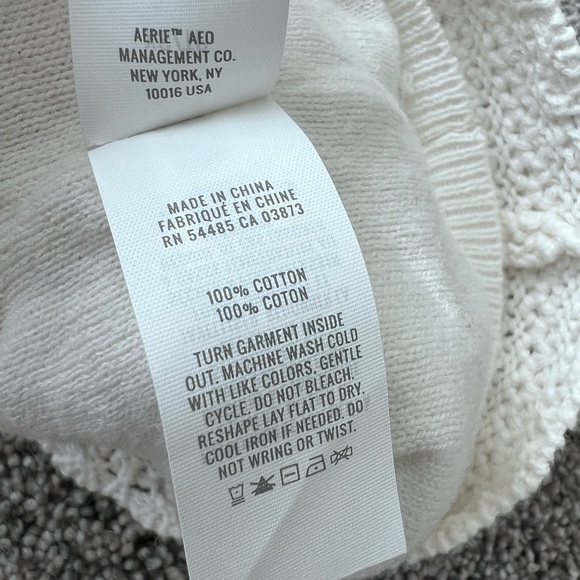 AERIE™ AEO
MANAGEMENT CO.
NEW YORK, NY
10016 USA
MADE IN CHINA
FABRIQUÉ EN CHINE
RN 54485 CA 03873
100% COTTON
100% COTON
TURN GARMENT INSIDE
OUT. MACHINE WASH COLD
WITH LIKE COLORS, GENTLE
CYCLE. DO NOT BLEACH.
RESHAPE LAY FLAT TO DRY.
COOL IRON IF NEEDED. DO
NOT WRING OR TWIST.